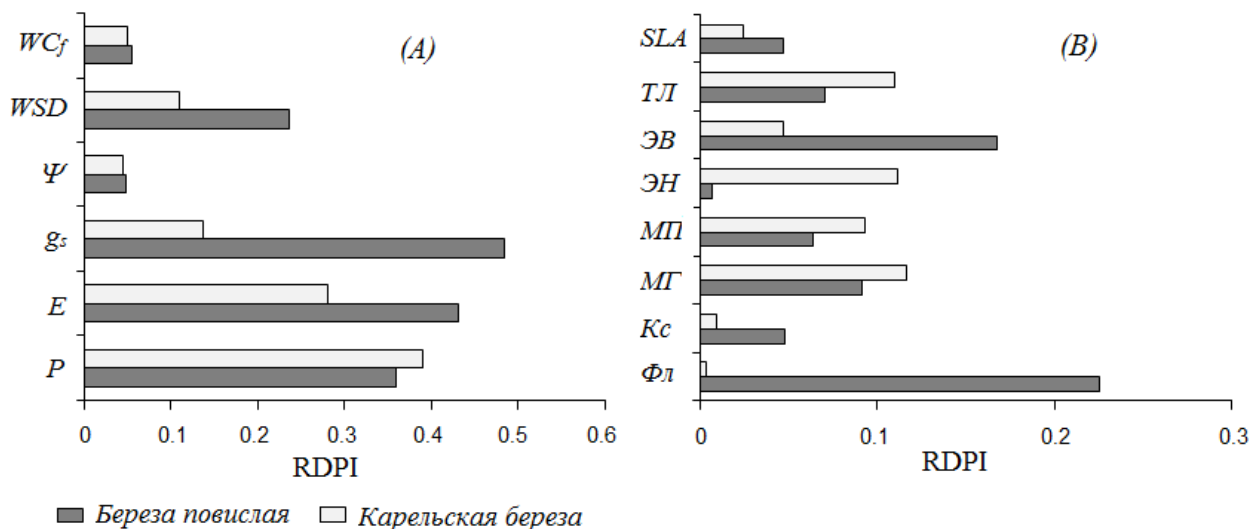 (A)
WCf
WSD
Ψ
gs
E
P
0 0.1 0.2 0.3 0.4 0.5 0.6
RDPI
(B)
SLA
ТЛ
ЭВ
ЭН
МП
МГ
Кс
Фл
0 0.1 0.2 0.3
RDPI
Береза повислая Карельская береза